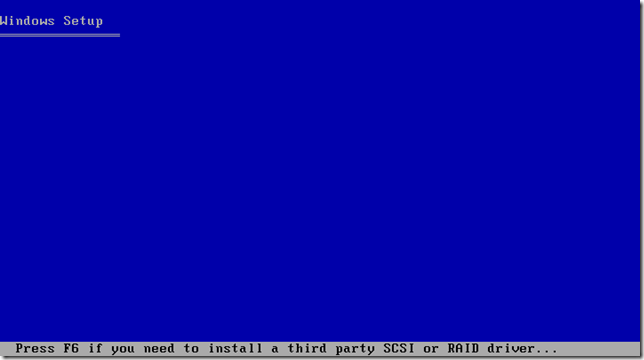 Windows Setup
Press F6 if you need to install a third party SCSI or RAID driver...